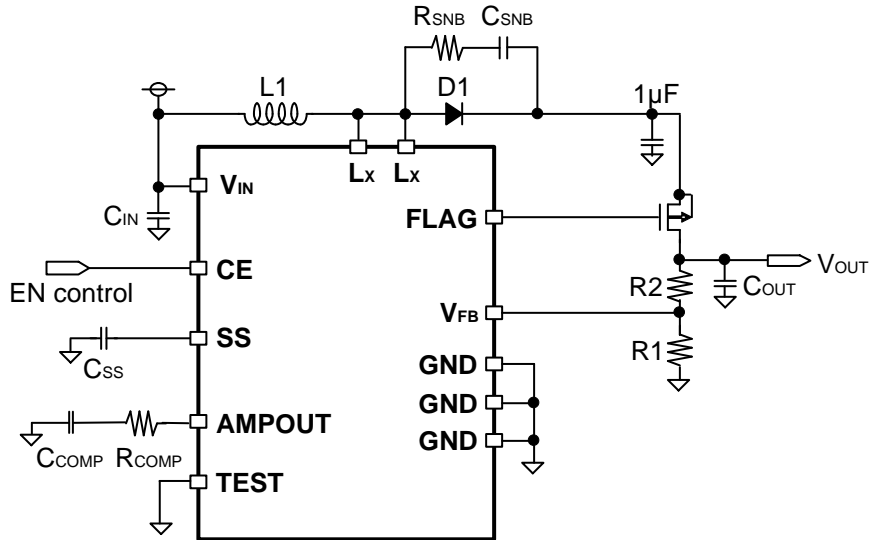 RSNB CSNB
L1 D1 1µF
LX LX
VIN
CIN
FLAG
CE
EN control
VOUT
R2 COUT
VFB
SS
R1
CSS
GND
GND
AMPOUT
GND
CCOMP RCOMP
TEST